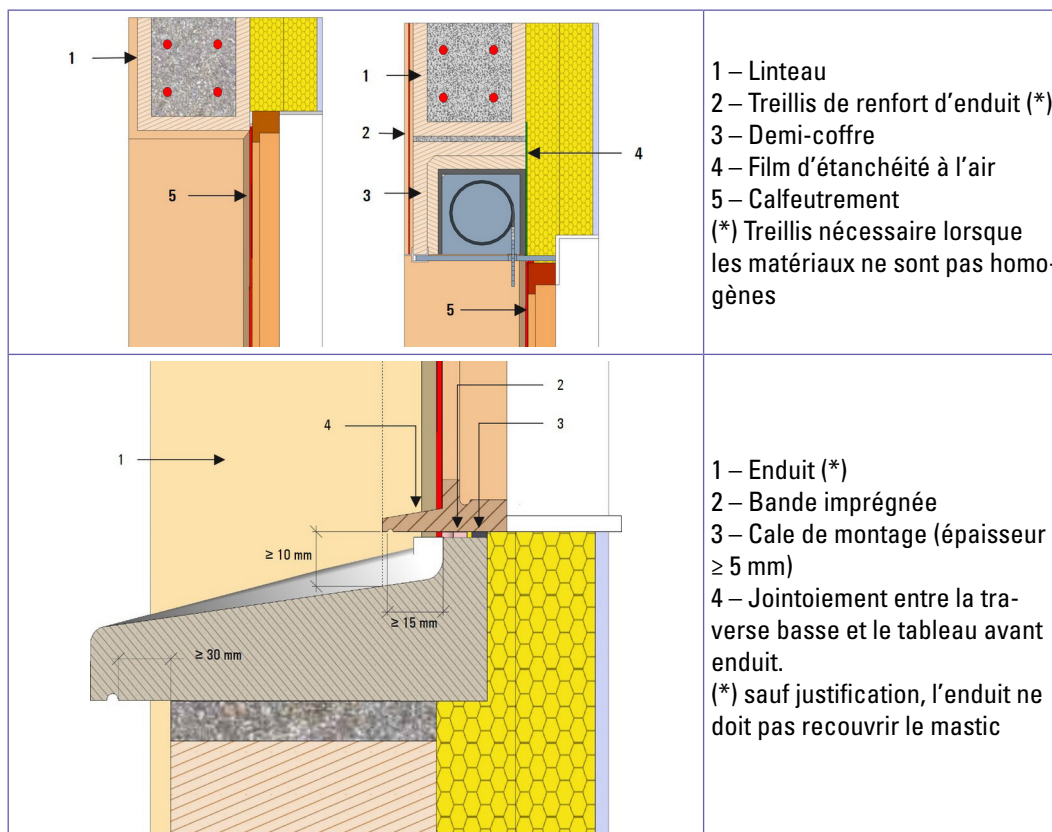 1
5
1
2
3
4
5
1 – Linteau
2 – Treillis de renfort d’enduit (*)
3 – Demi-coffre
4 – Film d’étanchéité à l’air
5 – Calfeutrement
(*) Treillis nécessaire lorsque
les matériaux ne sont pas homo-
gènes
2
4
3
1
≥ 10 mm
≥ 15 mm
≥ 30 mm
1 – Enduit (*)
2 – Bande imprégnée
3 – Cale de montage (épaisseur
≥ 5 mm)
4 – Jointoiement entre la tra-
verse basse et le tableau avant
enduit.
(*) sauf justification, l’enduit ne
doit pas recouvrir le mastic